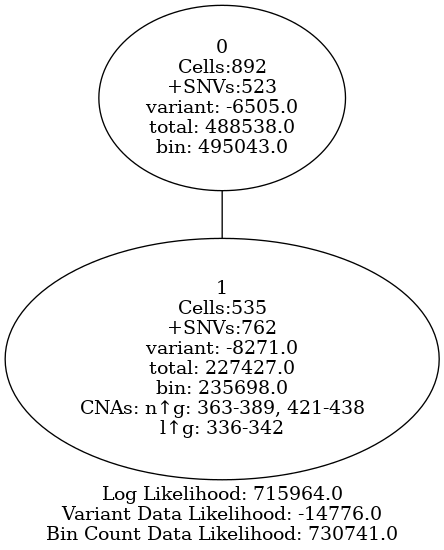 0
Cells:892
+SNVs:523
variant: -6505.0
total: 488538.0
bin: 495043.0
1
Cells:535
+SNVs:762
variant: -8271.0
total: 227427.0
bin: 235698.0
CNAs: n↑g: 363-389, 421-438
l↑g: 336-342
Log Likelihood: 715964.0
Variant Data Likelihood: -14776.0
Bin Count Data Likelihood: 730741.0